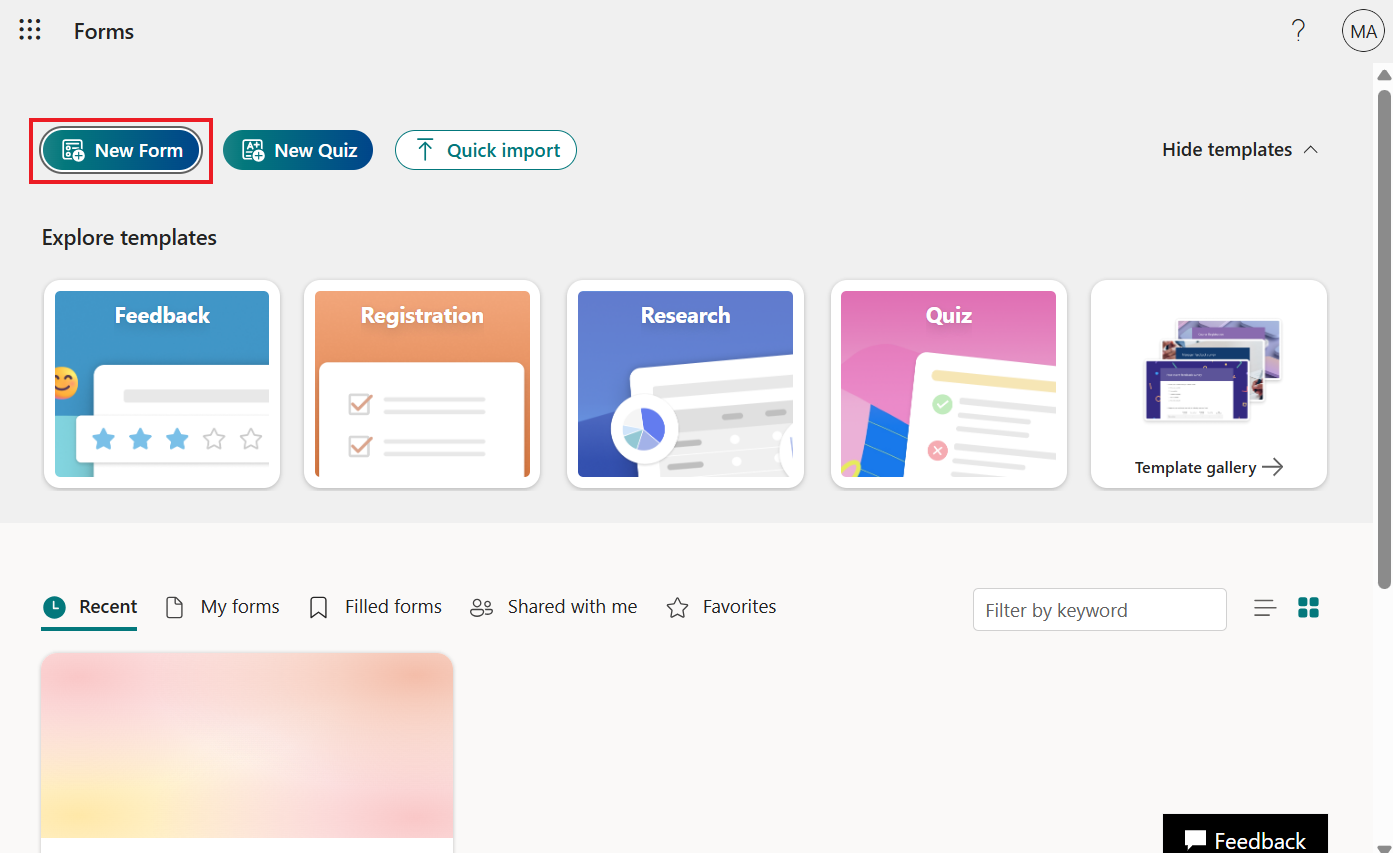 Forms
?
MA
New Form
New Quiz
Quick import
Hide templates
Explore templates
Feedback
Registration
Research
Quiz
Template gallery
Recent
My forms
Filled forms
Shared with me
Favorites
Filter by keyword
Feedback